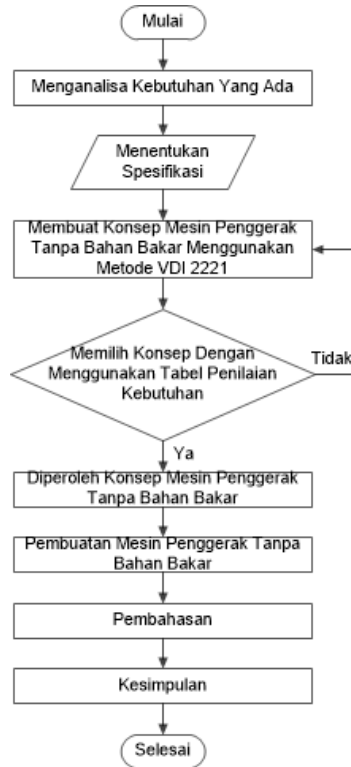 Mulai
Menganalisa Kebutuhan Yang Ada
Menentukan
Spesifikasi
Membuat Konsep Mesin Penggerak
Tanpa Bahan Bakar Menggunakan
Metode VDI 2221
Memilih Konsep Dengan
Menggunakan Tabel Penilaian
Kebutuhan
Tidak
Ya
Diperoleh Konsep Mesin Penggerak
Tanpa Bahan Bakar
Pembuatan Mesin Penggerak Tanpa
Bahan Bakar
Pembahasan
Kesimpulan
Selesai